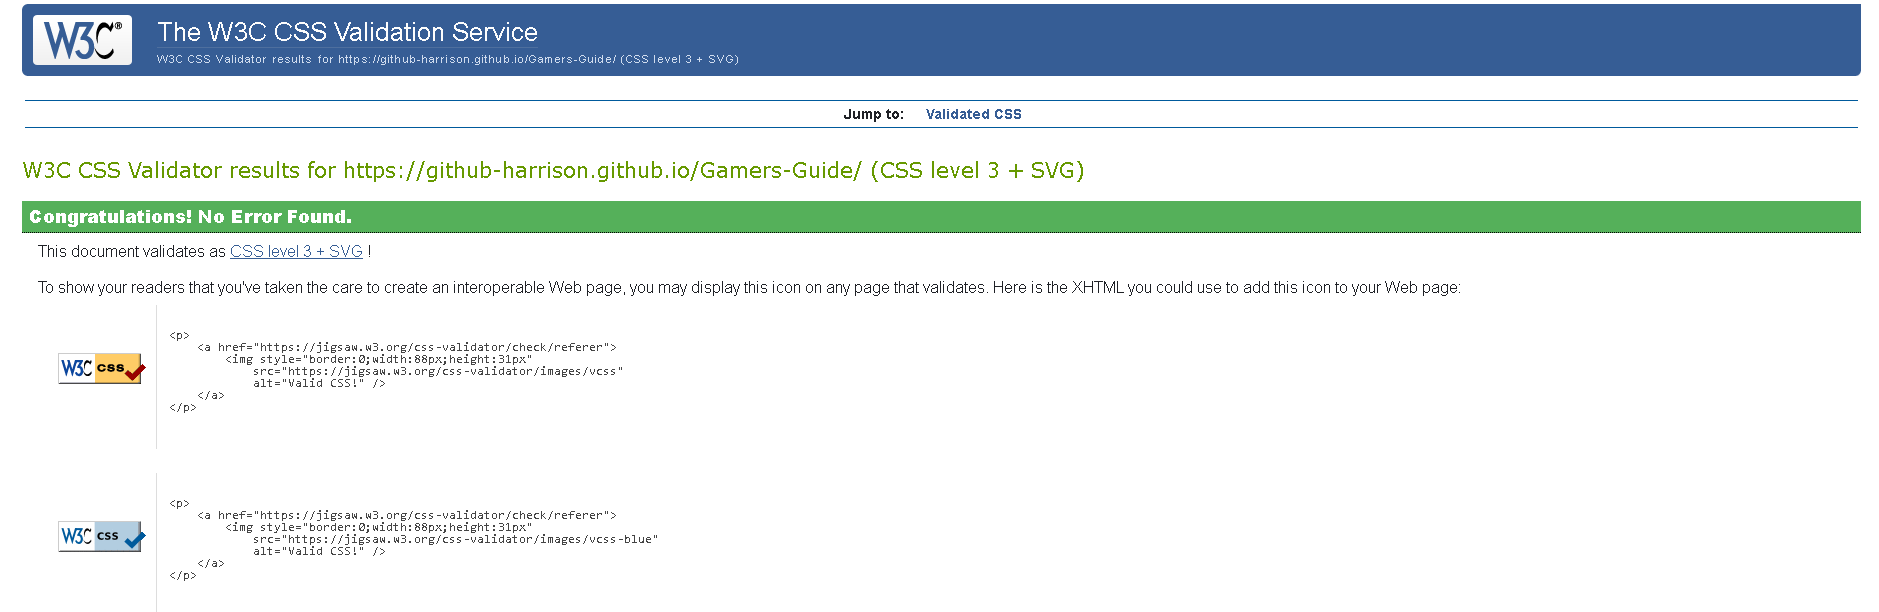 W3C®
The W3C CSS Validation Service
W3C CSS Validator results for https://github-harrison.github.io/Gamers-Guide/ (CSS level 3 + SVG)
Jump to: Validated CSS
W3C CSS Validator results for https://github-harrison.github.io/Gamers-Guide/ (CSS level 3 + SVG)
Congratulations! No Error Found.
This document validates as CSS level 3 + SVG !
To show your readers that you've taken the care to create an interoperable Web page, you may display this icon on any page that validates. Here is the XHTML you could use to add this icon to your Web page:
W3C css
<p>
    <a href="https://jigsaw.w3.org/css-validator/check/referer">
        <img style="border:0;width:88px;height:31px"
            src="https://jigsaw.w3.org/css-validator/images/vcss"
            alt="Valid CSS!" />
    </a>
</p>
W3C css
<p>
    <a href="https://jigsaw.w3.org/css-validator/check/referer">
        <img style="border:0;width:88px;height:31px"
            src="https://jigsaw.w3.org/css-validator/images/vcss-blue"
            alt="Valid CSS!" />
    </a>
</p>